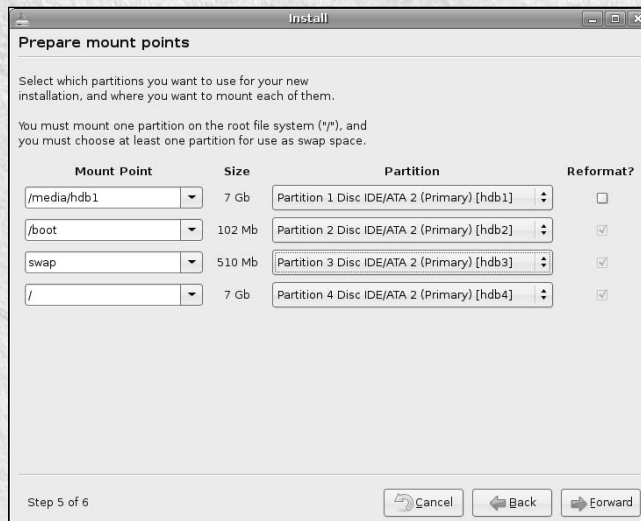 Install
Prepare mount points
Select which partitions you want to use for your new
installation, and where you want to mount each of them.
You must mount one partition on the root file system ("/"), and
you must choose at least one partition for use as swap space.
Mount Point Size Partition Reformat?
/media/hdb1 7 Gb Partition 1 Disc IDE/ATA 2 (Primary) [hdb1]
/boot 102 Mb Partition 2 Disc IDE/ATA 2 (Primary) [hdb2]
swap 510 Mb Partition 3 Disc IDE/ATA 2 (Primary) [hdb3]
/ 7 Gb Partition 4 Disc IDE/ATA 2 (Primary) [hdb4]
Step 5 of 6 Cancel Back Forward